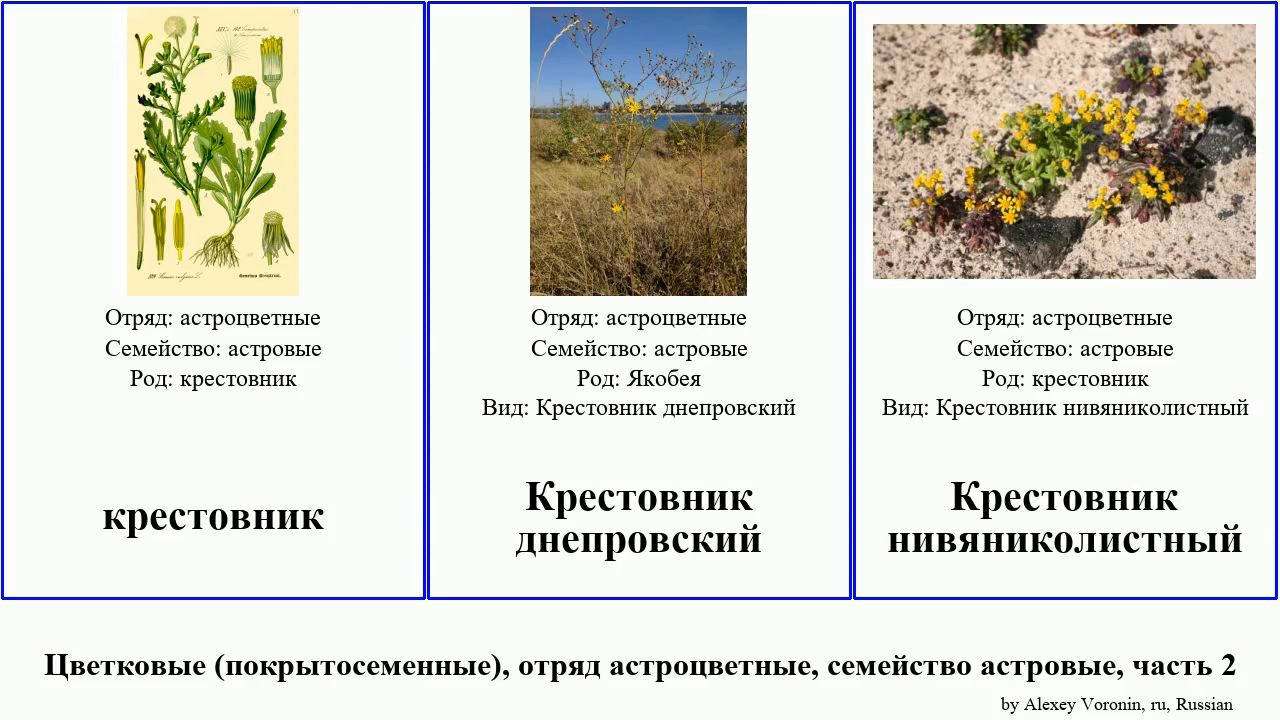 Отряд: астроцветные
Семейство: астровые
Род: крестовник
крестовник
Отряд: астроцветные
Семейство: астровые
Род: Якобея
Вид: Крестовник днепровский
Крестовник
днепровский
Отряд: астроцветные
Семейство: астровые
Род: крестовник
Вид: Крестовник нивяниколистный
Крестовник
нивяниколистный
Цветковые (покрытосеменные), отряд астроцветные, семейство астровые, часть 2
by Alexey Voronin, ru, Russian